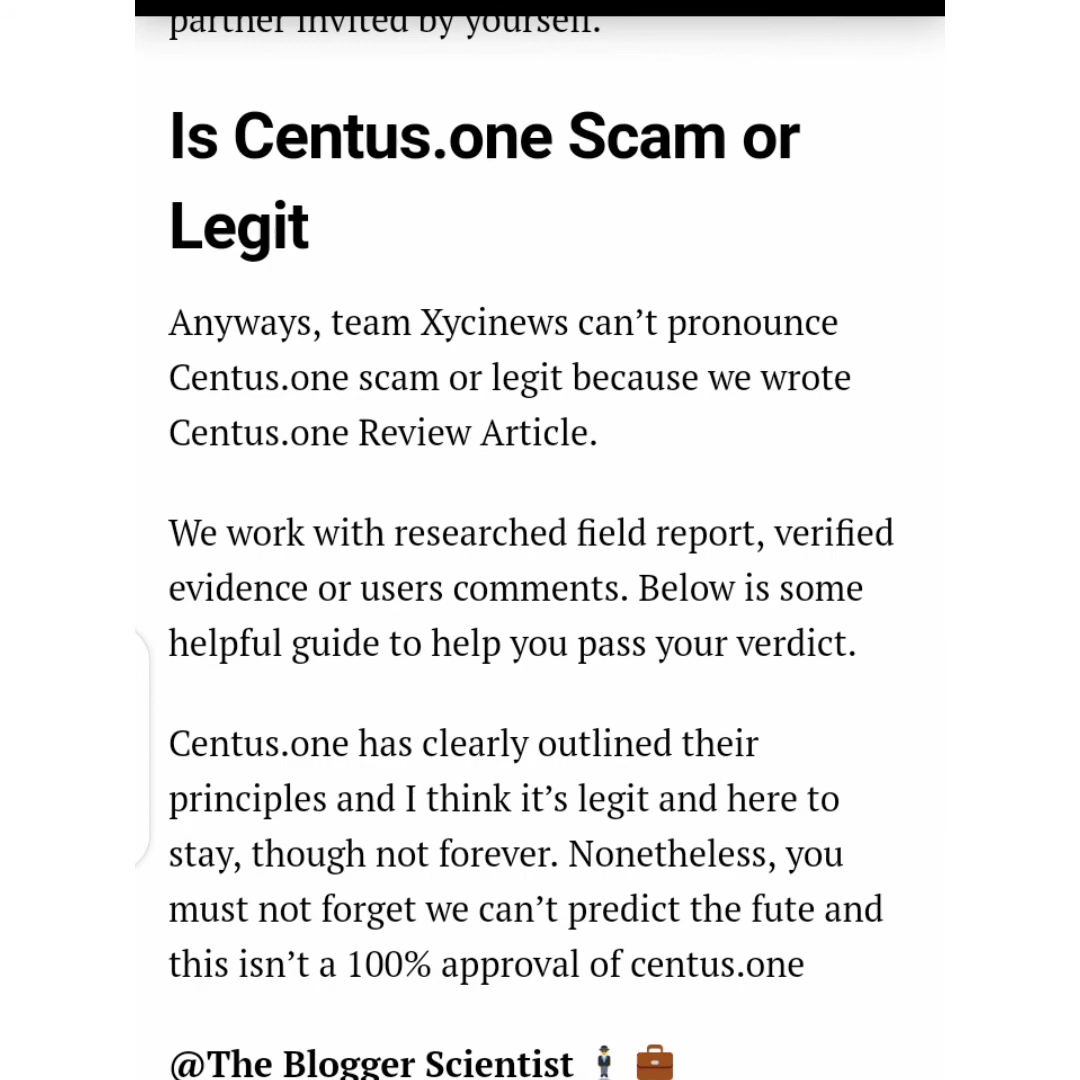 partner invited by yourself.
Is Centus.one Scam or
Legit
Anyways, team Xycinews can’t pronounce
Centus.one scam or legit because we wrote
Centus.one Review Article.
We work with researched field report, verified
evidence or users comments. Below is some
helpful guide to help you pass your verdict.
Centus.one has clearly outlined their
principles and I think it’s legit and here to
stay, though not forever. Nonetheless, you
must not forget we can’t predict the fute and
this isn’t a 100% approval of centus.one
@The Blogger Scientist 🕴🏻 💼